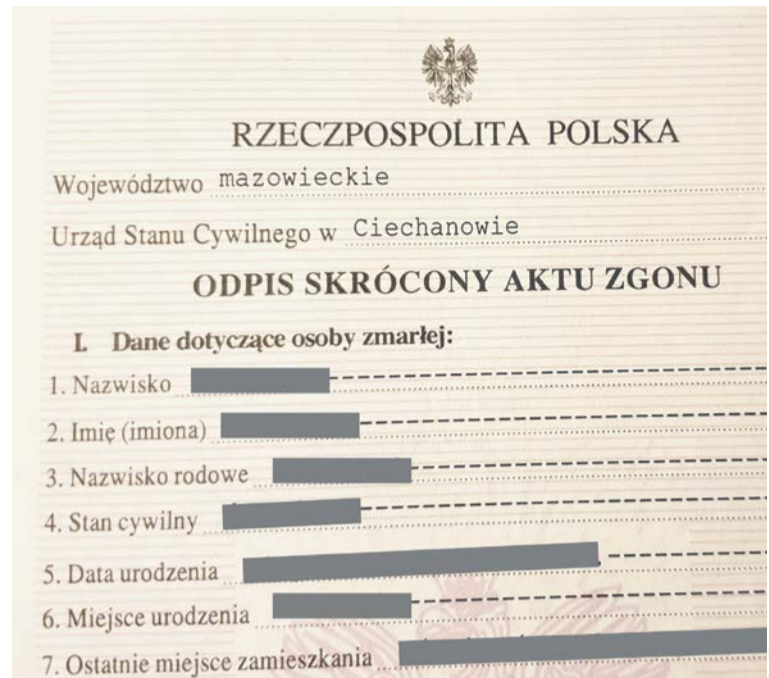 RZECZPOSPOLITA POLSKA
Województwo mazowieckie
Urząd Stanu Cywilnego w Ciechanowie
ODPIS SKRÓCONY AKTU ZGONU
I. Dane dotyczące osoby zmarłej:
1. Nazwisko
2. Imię (imiona)
3. Nazwisko rodowe
4. Stan cywilny
5. Data urodzenia
6. Miejsce urodzenia
7. Ostatnie miejsce zamieszkania